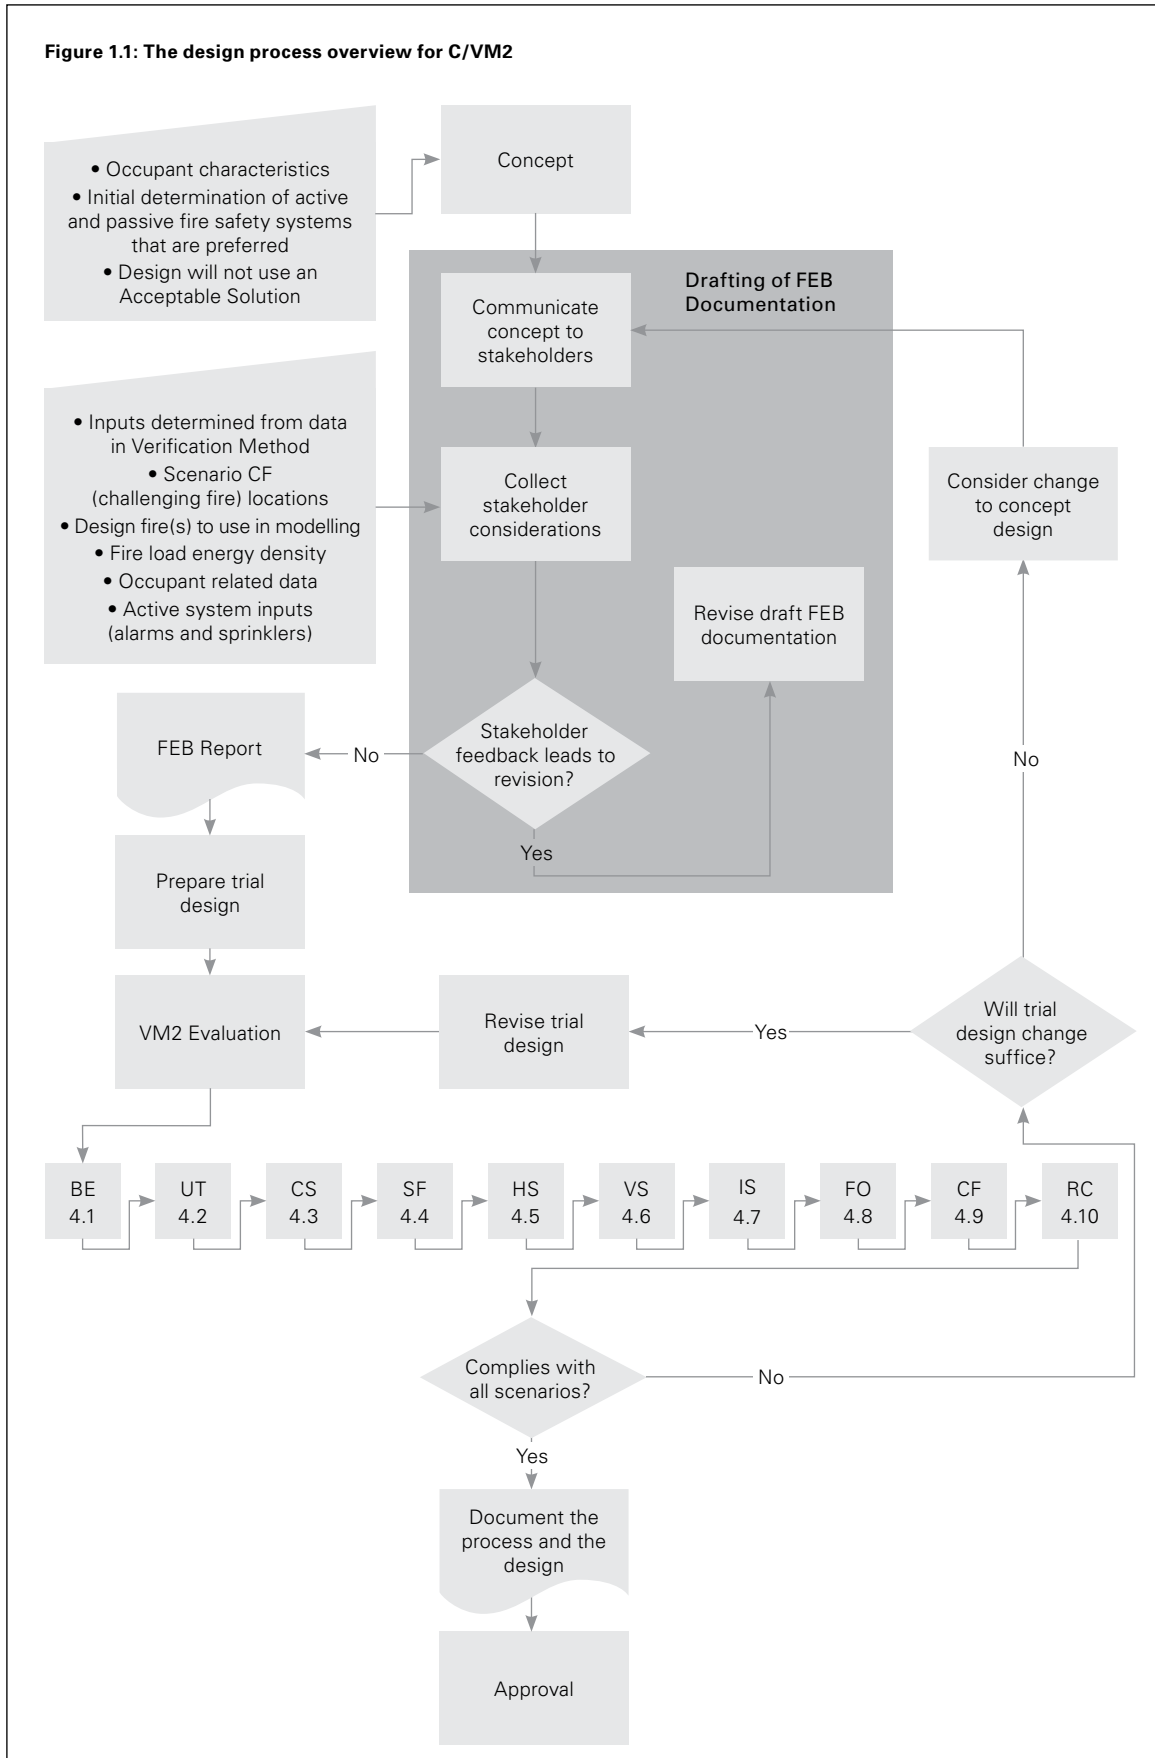 Figure 1.1: The design process overview for C/VM2
• Occupant characteristics
• Initial determination of active
and passive fire safety systems
that are preferred
• Design will not use an
Acceptable Solution
Concept
Drafting of FEB
Documentation
Communicate
concept to
stakeholders
• Inputs determined from data
in Verification Method
• Scenario CF
(challenging fire) locations
• Design fire(s) to use in modelling
• Fire load energy density
• Occupant related data
• Active system inputs
(alarms and sprinklers)
Collect
stakeholder
considerations
Consider change
to concept
design
Revise draft FEB
documentation
Stakeholder
feedback leads to
revision?
No
FEB Report
Yes
No
Prepare trial
design
VM2 Evaluation
Revise trial
design
Yes
Will trial
design change
suffice?
BE
4.1
UT
4.2
CS
4.3
SF
4.4
HS
4.5
VS
4.6
IS
4.7
FO
4.8
CF
4.9
RC
4.10
Complies with
all scenarios?
No
Yes
Document the
process and the
design
Approval